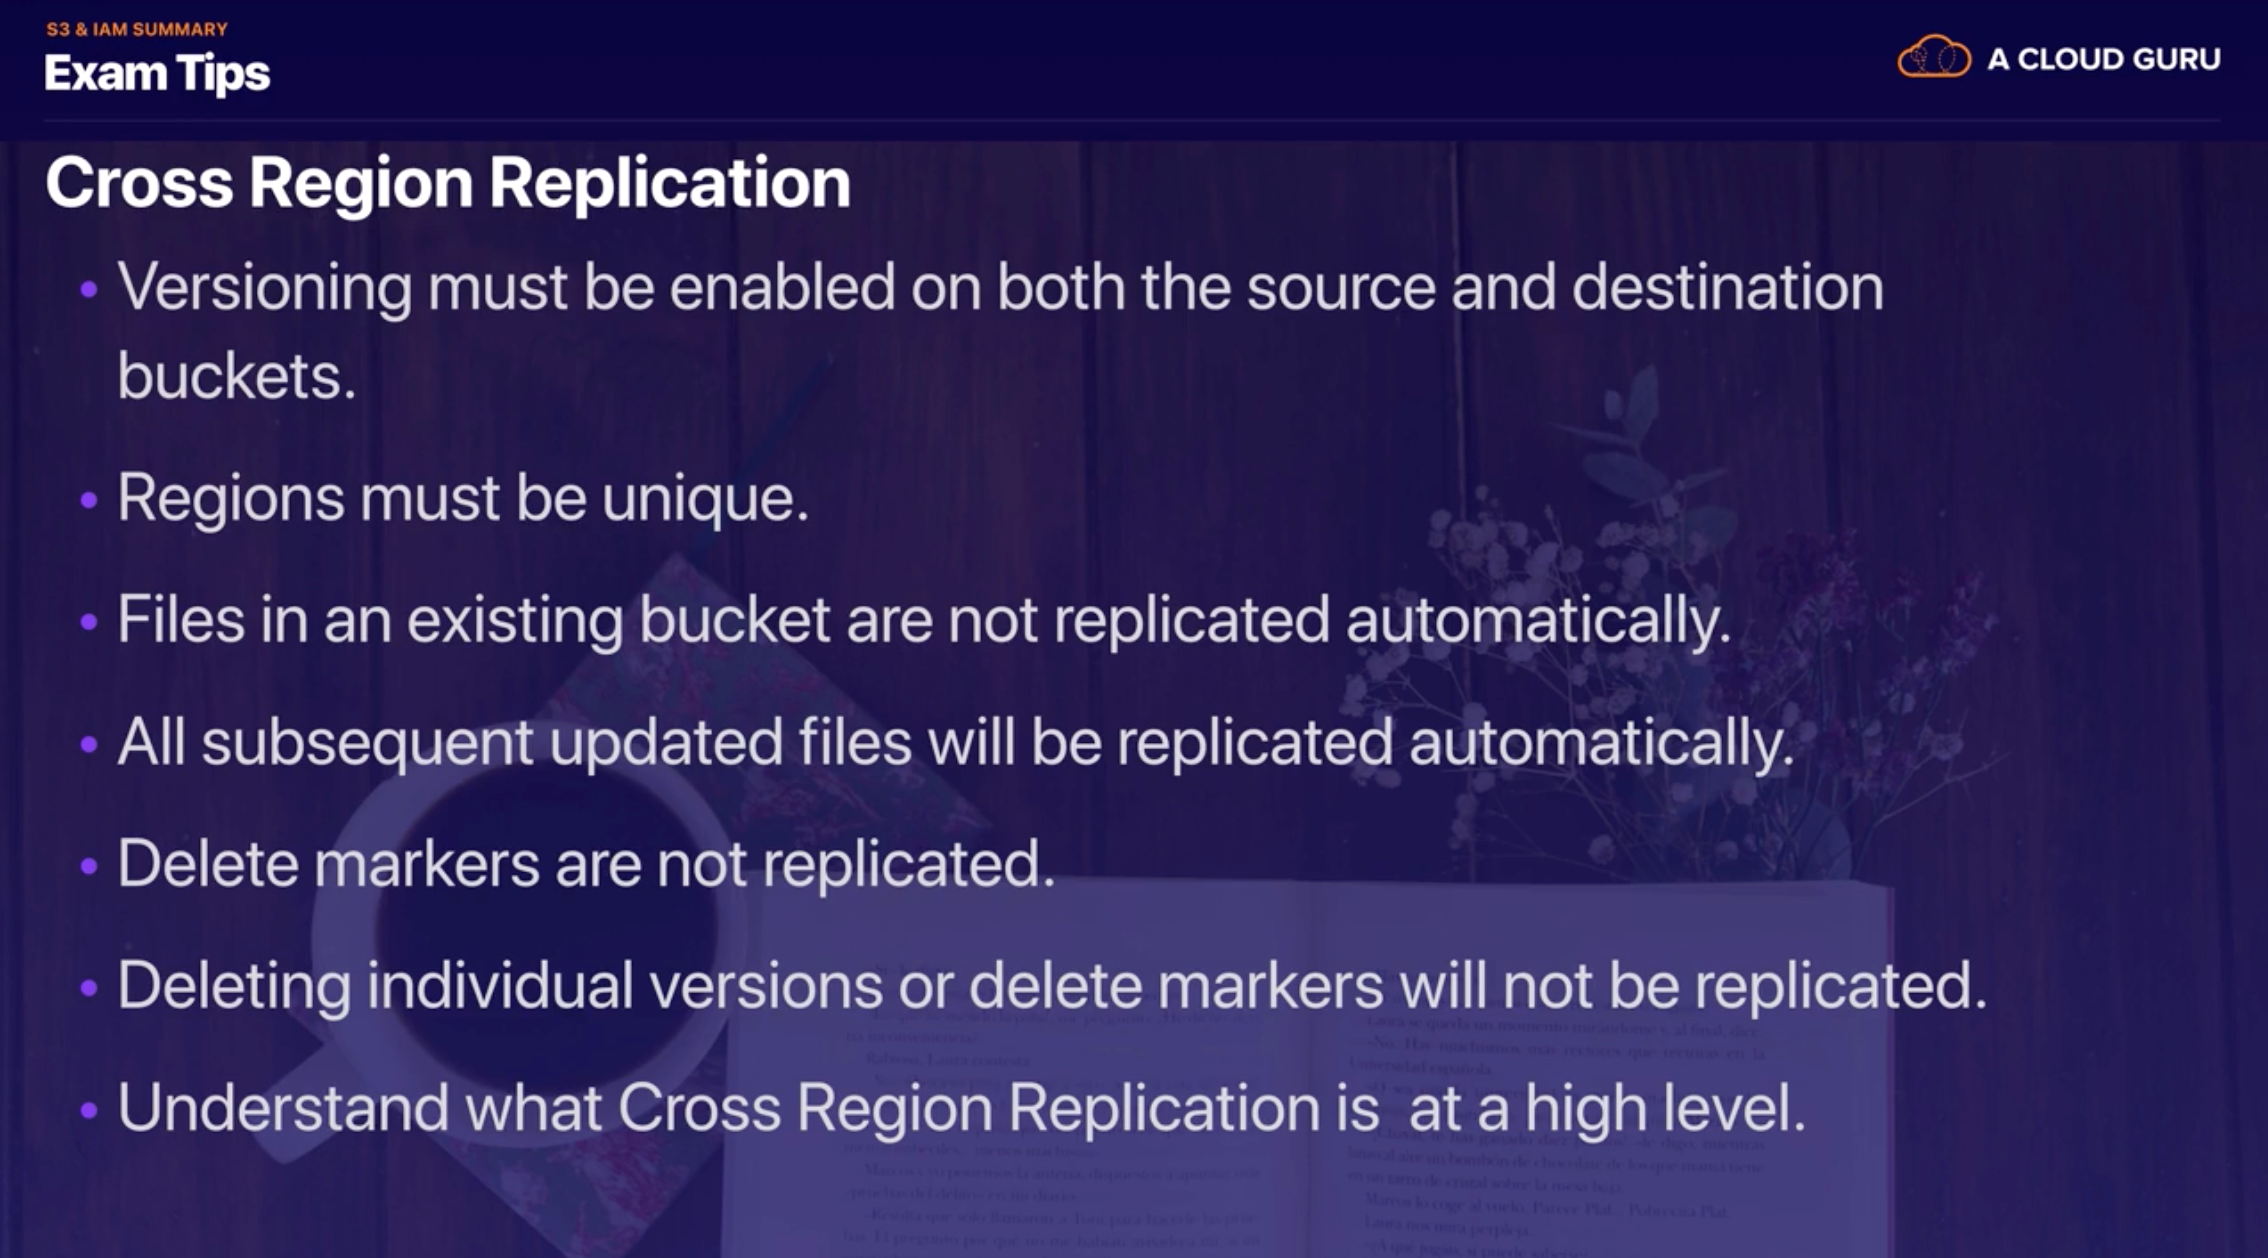 S3 & IAM SUMMARY
Exam Tips
A CLOUD GURU
Cross Region Replication
• Versioning must be enabled on both the source and destination
buckets.
• Regions must be unique.
• Files in an existing bucket are not replicated automatically.
• All subsequent updated files will be replicated automatically.
• Delete markers are not replicated.
• Deleting individual versions or delete markers will not be replicated.
• Understand what Cross Region Replication is  at a high level.